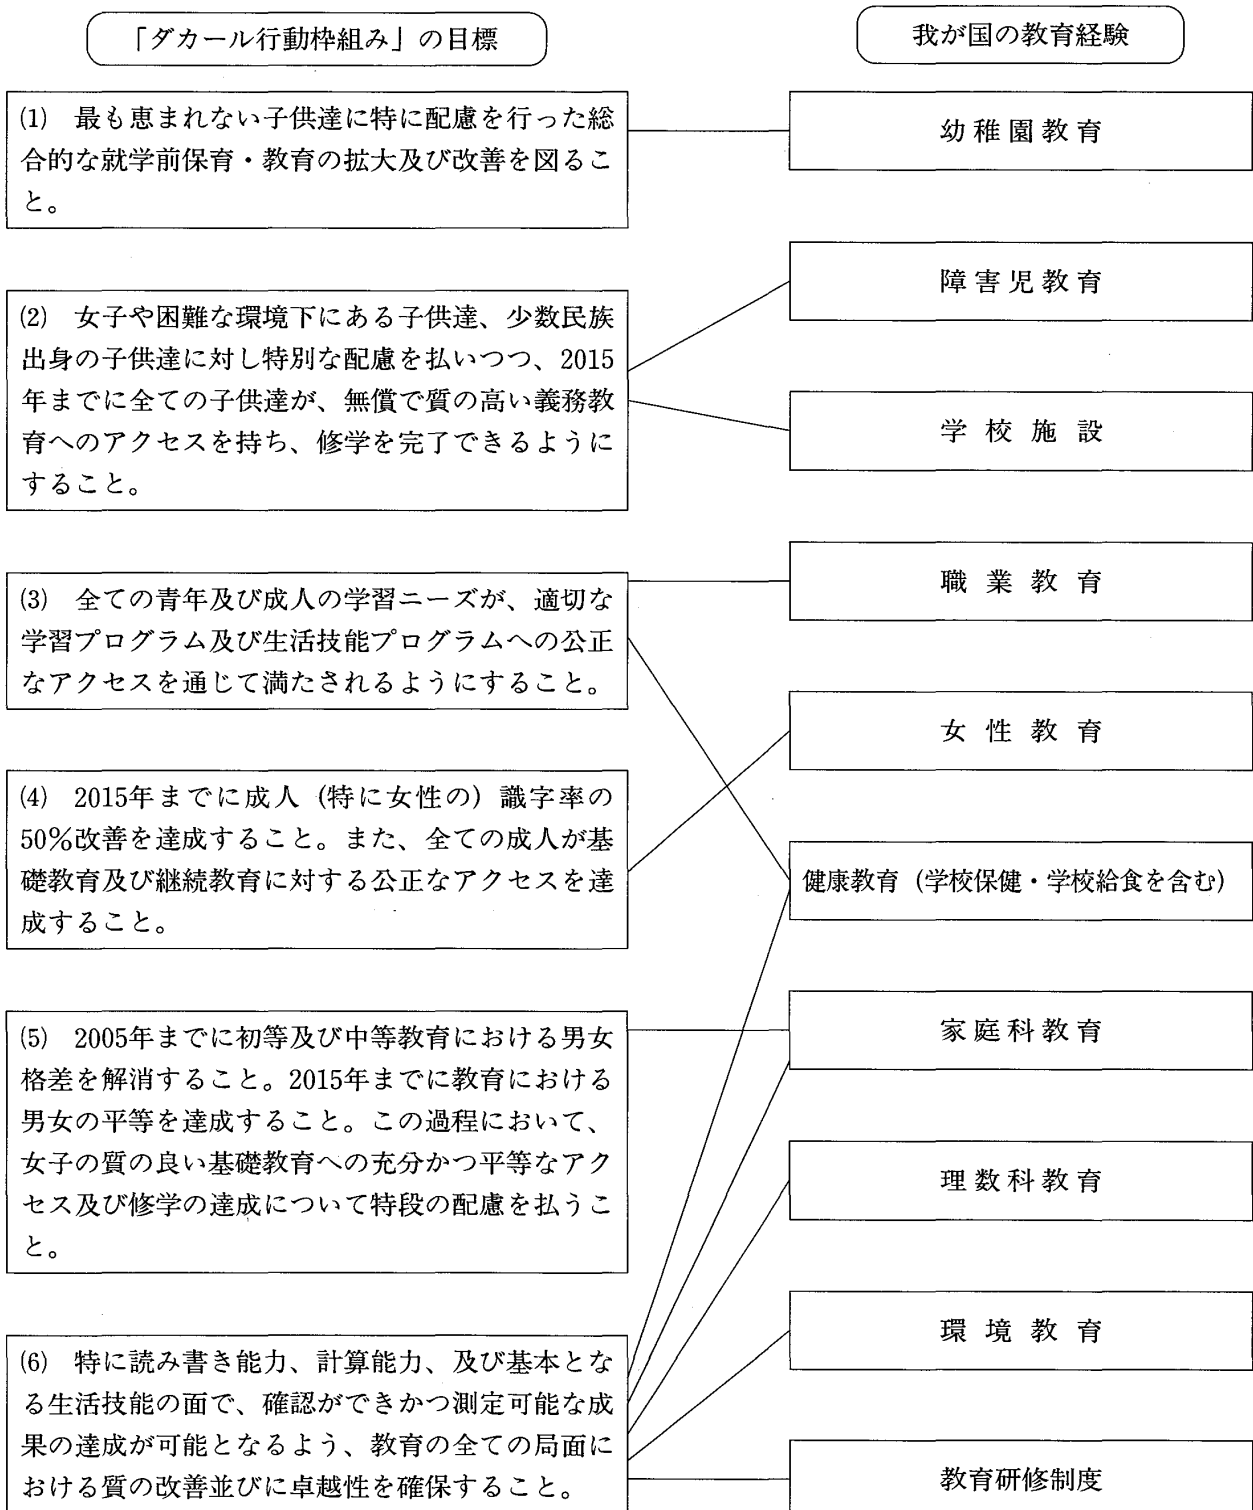 「ダカール行動枠組み」の目標
我が国の教育経験
(1) 最も恵まれない子供達に特に配慮を行った総
合的な就学前保育・教育の拡大及び改善を図るこ
と。
幼稚園教育
障害児教育
(2) 女子や困難な環境下にある子供達、少数民族
出身の子供達に対し特別な配慮を払いつつ、2015
年までに全ての子供達が、無償で質の高い義務教
育へのアクセスを持ち、修学を完了できるように
すること。
学校施設
職業教育
(3) 全ての青年及び成人の学習ニーズが、適切な
学習プログラム及び生活技能プログラムへの公正
なアクセスを通じて満たされるようにすること。
女性教育
(4) 2015年までに成人（特に女性の）識字率の
50%改善を達成すること。また、全ての成人が基
礎教育及び継続教育に対する公正なアクセスを達
成すること。
健康教育（学校保健・学校給食を含む）
家庭科教育
(5) 2005年までに初等及び中等教育における男女
格差を解消すること。2015年までに教育における
男女の平等を達成すること。この過程において、
女子の質の良い基礎教育への充分かつ平等なアク
セス及び修学の達成について特段の配慮を払うこ
と。
理数科教育
環境教育
(6) 特に読み書き能力、計算能力、及び基本とな
る生活技能の面で、確認ができかつ測定可能な成
果の達成が可能となるよう、教育の全ての局面に
おける質の改善並びに卓越性を確保すること。
教育研修制度